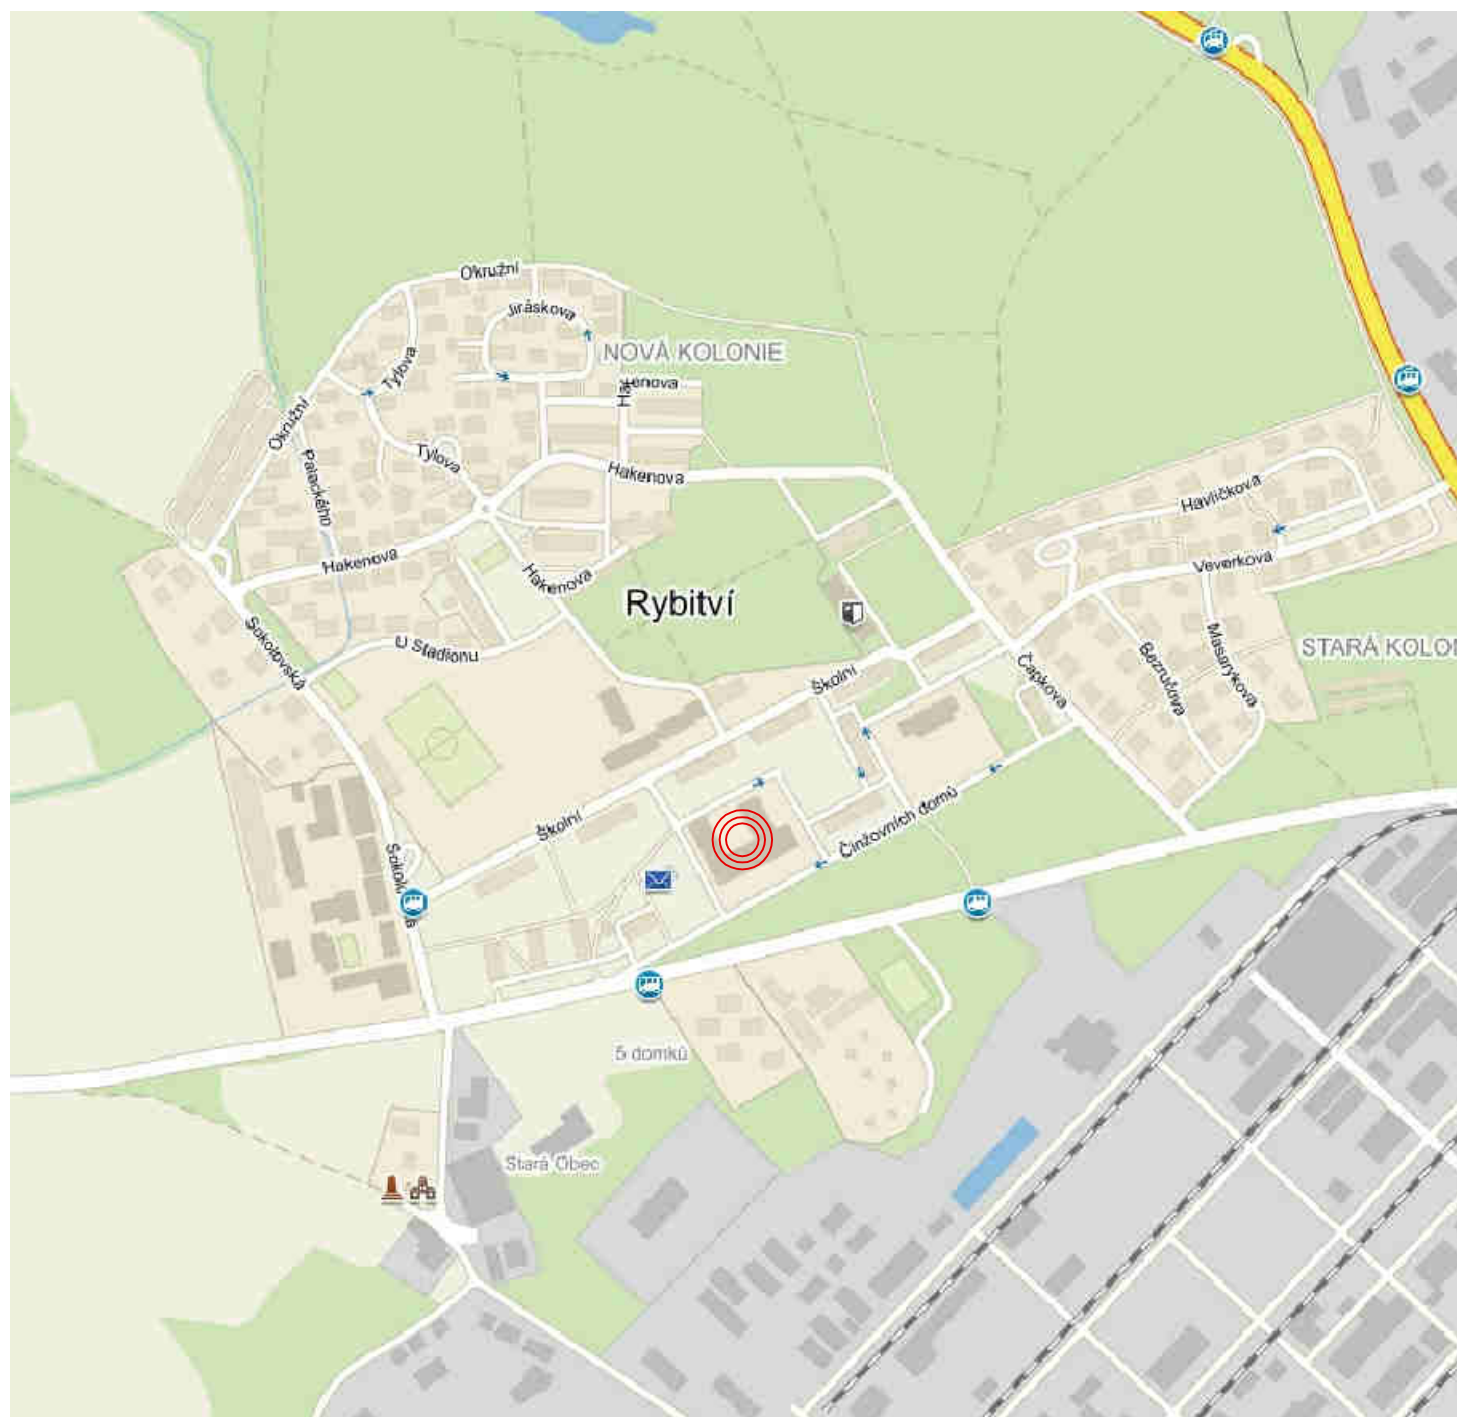 Okružní
Jiráskova
NOVÁ KOLONIE
Tylova
Hakenova
Okružní
Tylova
Hakenova
Palackého
Havlíčkova
Hakenova
Veverkova
Hakenova
Rybitví
Sokolovská
U Stadionu
Čapkova
Bezručova
Masarykova
STARÁ KOLO
Školní
Školní
Činžovních domů
5 domků
Stará Obec